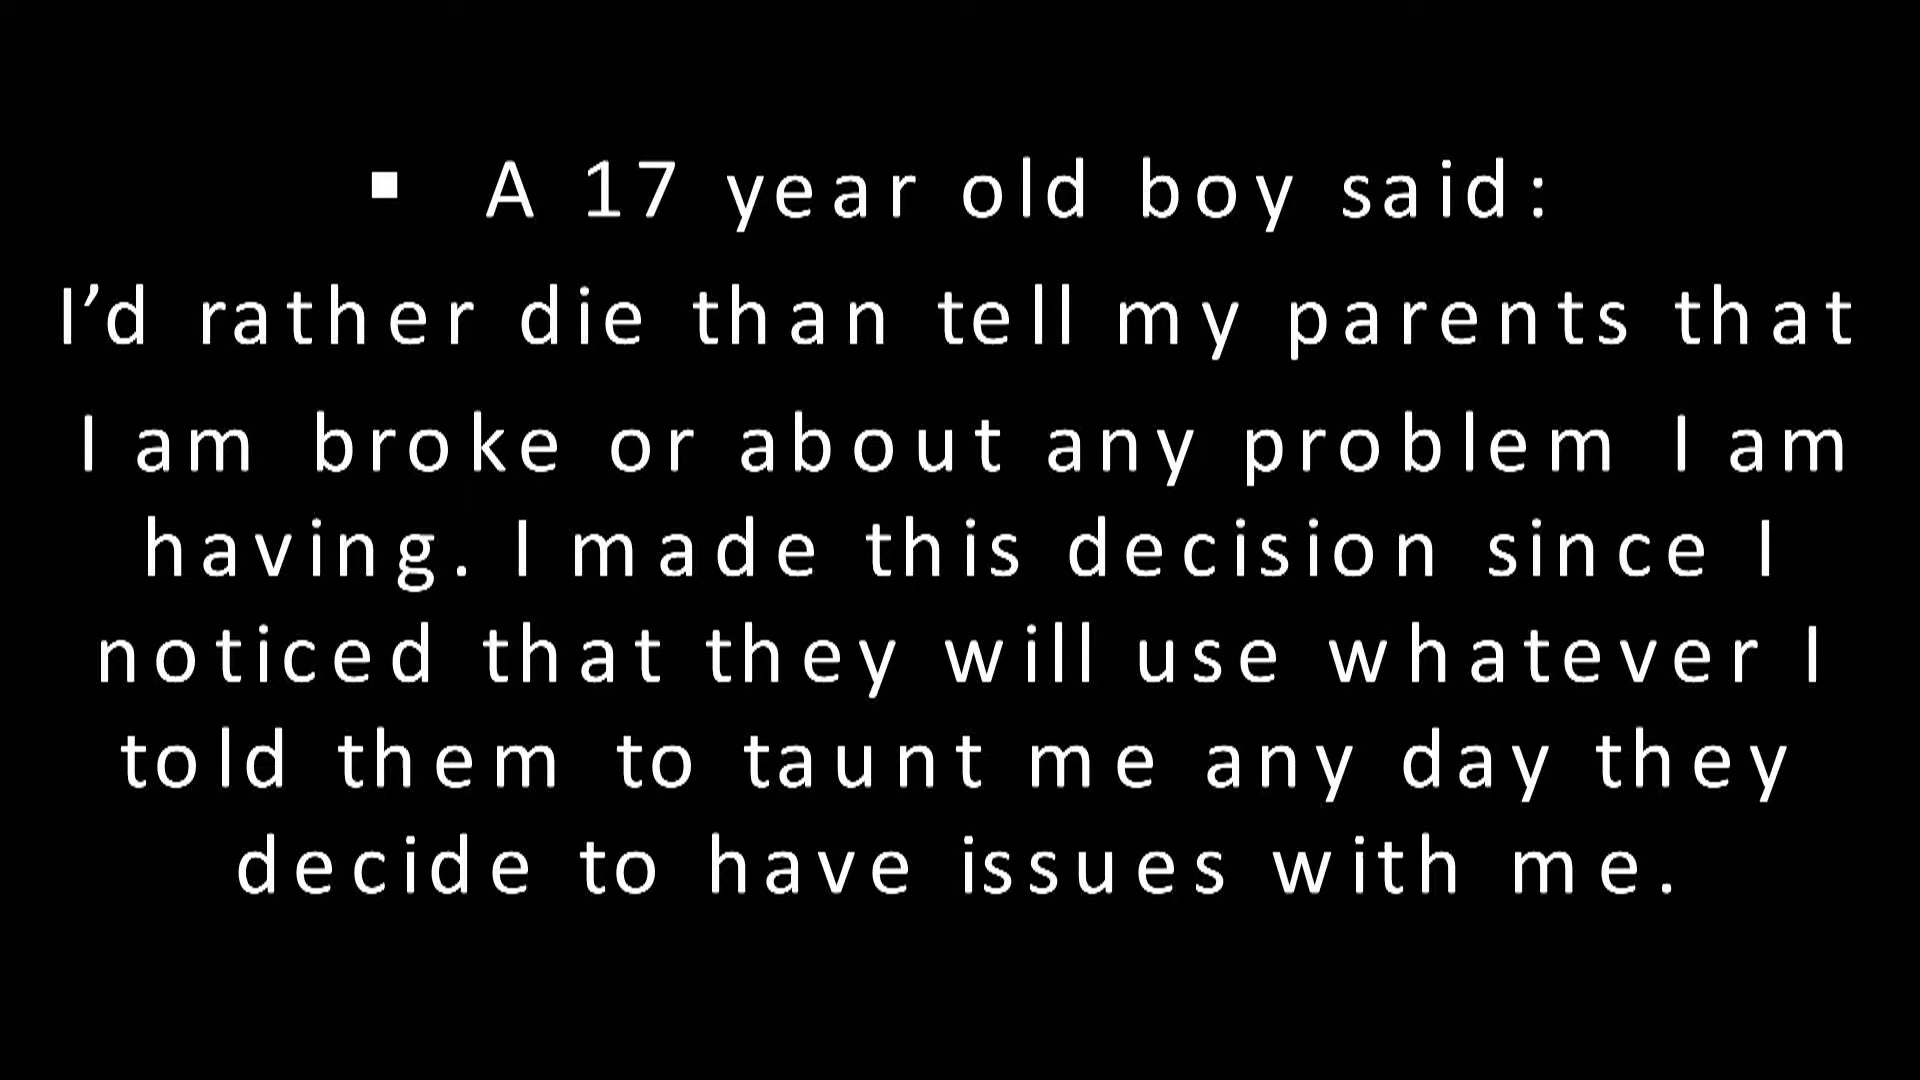 ▪ A 17 year old boy said:
I’d rather die than tell my parents that
I am broke or about any problem I am
having. I made this decision since I
noticed that they will use whatever I
told them to taunt me any day they
decide to have issues with me.